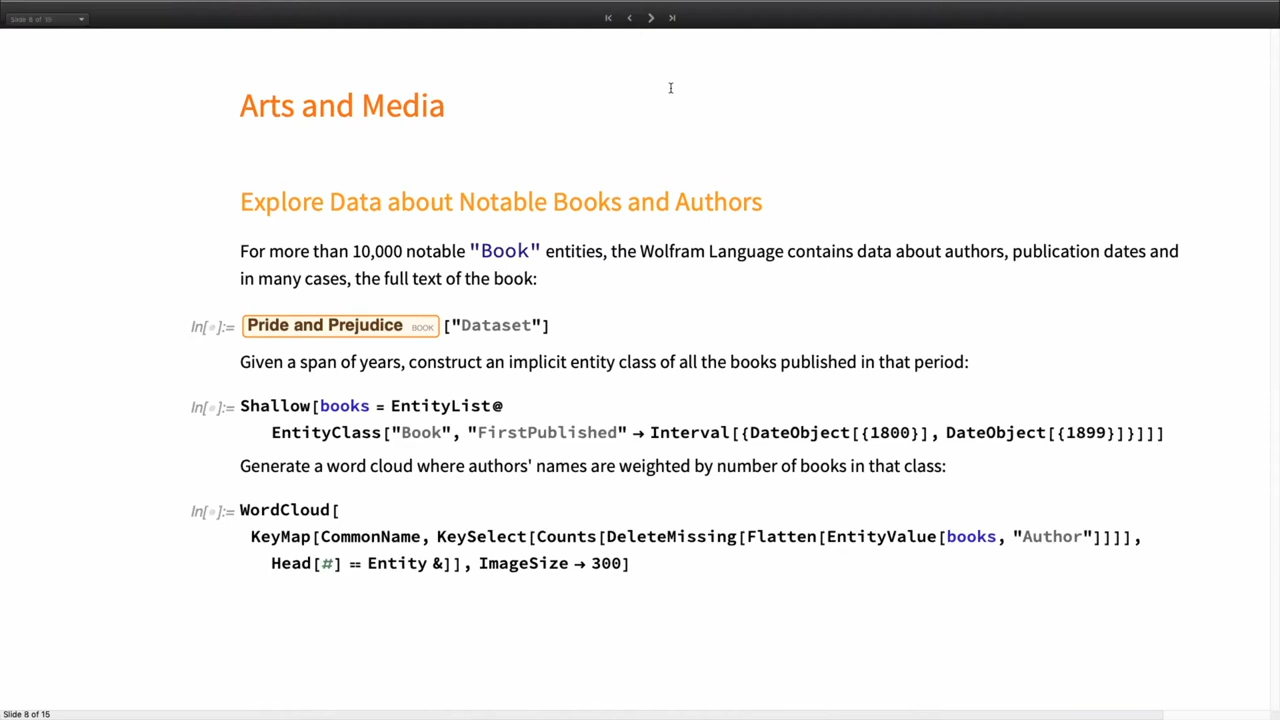 Slide 8 of 15
Arts and Media
Explore Data about Notable Books and Authors
For more than 10,000 notable "Book" entities, the Wolfram Language contains data about authors, publication dates and
in many cases, the full text of the book:
In[●]:= Pride and Prejudice BOOK ["Dataset"]
Given a span of years, construct an implicit entity class of all the books published in that period:
In[●]:= Shallow[books = EntityList@
EntityClass["Book", "FirstPublished" → Interval[{DateObject[{1800}], DateObject[{1899}]}]]]
Generate a word cloud where authors' names are weighted by number of books in that class:
In[●]:= WordCloud[
KeyMap[CommonName, KeySelect[Counts[DeleteMissing[Flatten[EntityValue[books, "Author"]]]],
Head[#] == Entity &]], ImageSize → 300]
Slide 8 of 15